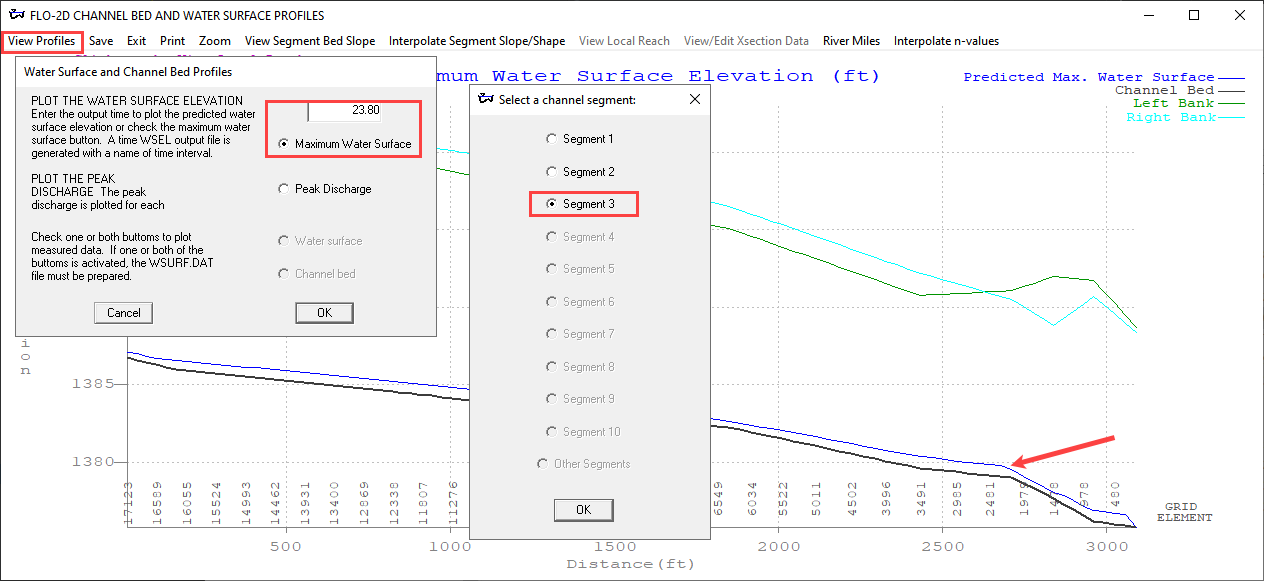 FLO-2D CHANNEL BED AND WATER SURFACE PROFILES
View Profiles Save Exit Print Zoom View Segment Bed Slope Interpolate Segment Slope/Shape View Local Reach View/Edit Xsection Data River Miles Interpolate n-values
Water Surface and Channel Bed Profiles
PLOT THE WATER SURFACE ELEVATION
Enter the output time to plot the predicted water
surface elevation or check the maximum water
surface button. A time WSEL output file is
generated with a name of time interval.
23.80
Maximum Water Surface
PLOT THE PEAK
DISCHARGE The peak
discharge is plotted for each
Peak Discharge
Check one or both buttoms to plot
measured data. If one or both of the
buttoms is activated, the WSURF.DAT
file must be prepared.
Water surface
Channel bed
Cancel OK
mum Water Surface Elevation (ft)
Predicted Max. Water Surface
Channel Bed
Left Bank
Right Bank
Select a channel segment:
Segment 1
Segment 2
Segment 3
Segment 4
Segment 5
Segment 6
Segment 7
Segment 8
Segment 9
Segment 10
Other Segments
OK
i
o
n
1385
1380
17123 16589 16055 15524 14993 14462 13931 13400 12869 12338 11807 11276 6549 6034 5522 5011 4502 3996 3491 2985 2481 1979 1478 978 480
GRID
ELEMENT
500 1000 1500 2000 2500 3000
Distance(ft)